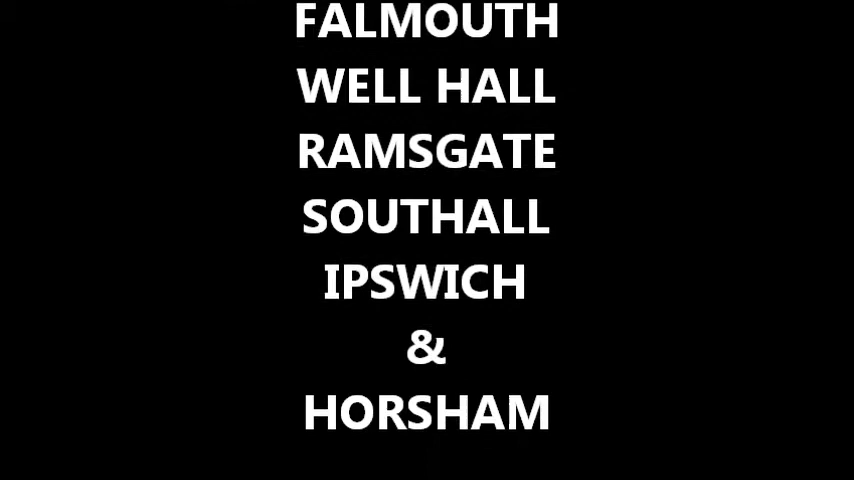 FALMOUTH
WELL HALL
RAMSGATE
SOUTHALL
IPSWICH
&
HORSHAM